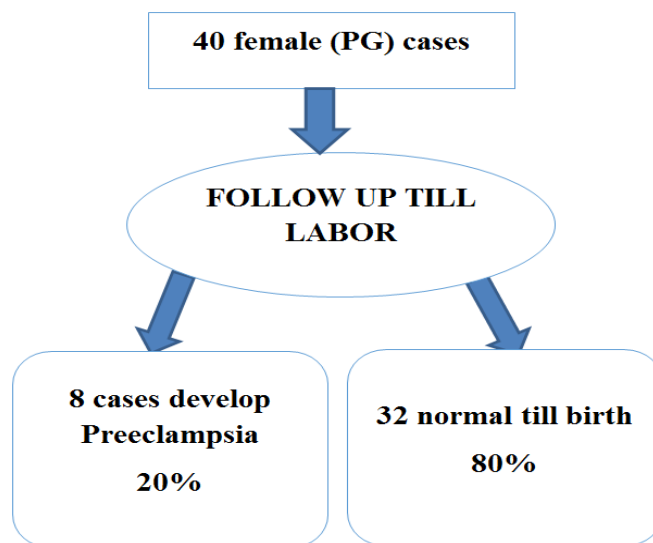 40 female (PG) cases
FOLLOW UP TILL
LABOR
8 cases develop
Preeclampsia
20%
32 normal till birth
80%